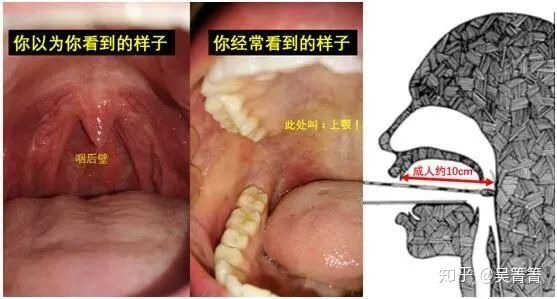 你以为你看到的样子
咽后壁
你经常看到的样子
此处叫：上颚！
成人约10cm
知乎 @吴箐箐